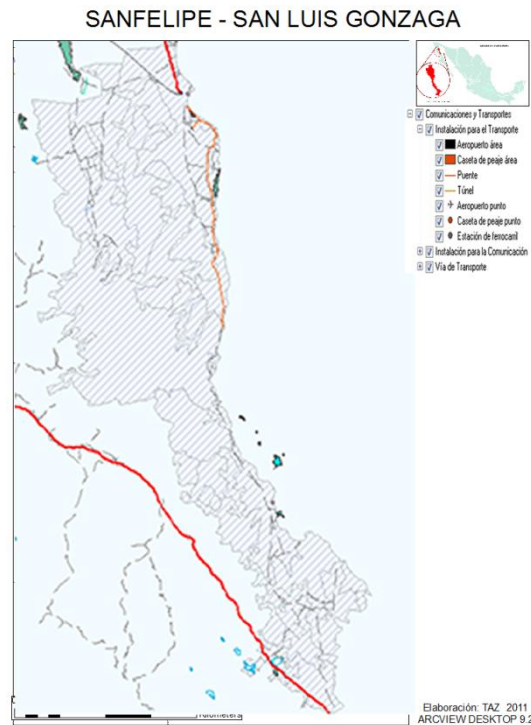 SANFELIPE - SAN LUIS GONZAGA
Comunicaciones y Transportes
Instalación para el Transporte
Aeropuerto área
Caseta de peaje área
Puente
Túnel
Aeropuerto punto
Caseta de peaje punto
Estación de ferrocarril
Instalación para la Comunicación
Vía de Transporte
Elaboración: TAZ 2011
ARCVIEW DESKTOP 9.2